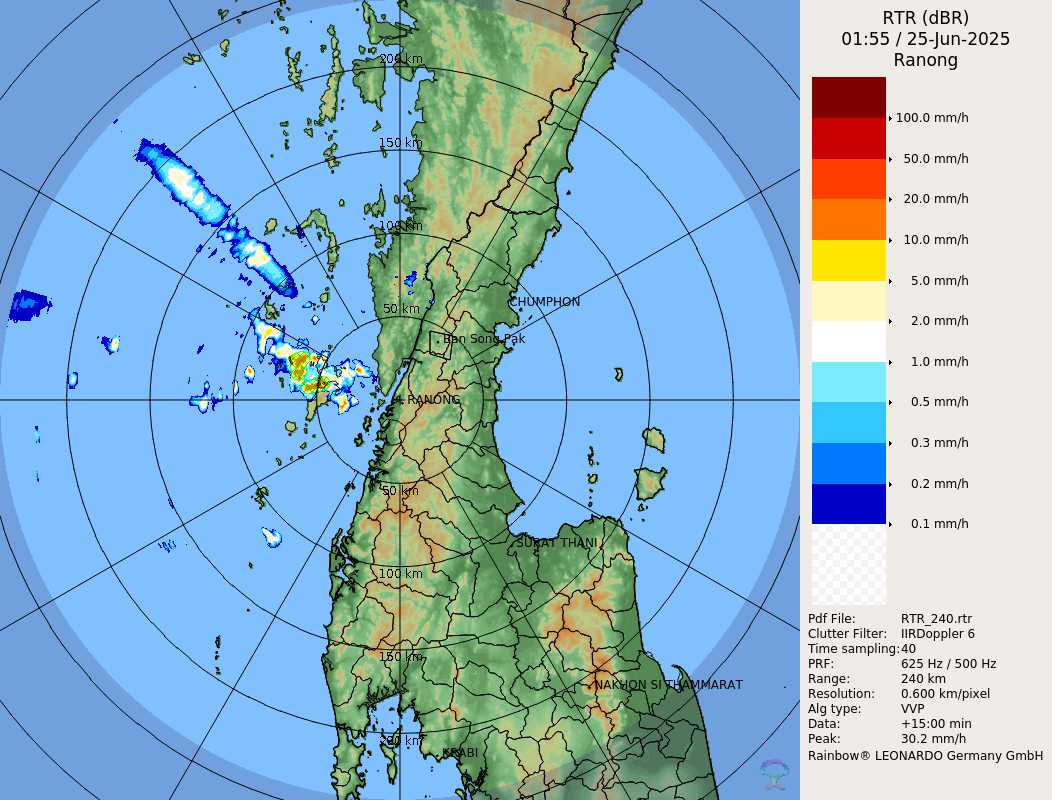 RTR (dBR)
01:55 / 25-Jun-2025
Ranong
100.0 mm/h
50.0 mm/h
20.0 mm/h
10.0 mm/h
5.0 mm/h
2.0 mm/h
1.0 mm/h
0.5 mm/h
0.3 mm/h
0.2 mm/h
0.1 mm/h
Pdf File: RTR_240.rtr
Clutter Filter: IIRDoppler 6
Time sampling:40
PRF: 625 Hz / 500 Hz
Range: 240 km
Resolution: 0.600 km/pixel
Alg type: VVP
Data: +15:00 min
Peak: 30.2 mm/h
Rainbow® LEONARDO Germany GmbH
200 km
150 km
100 km
50 km
CHUMPHON
Ban Song Pak
RANONG
50 km
SURAT THANI
100 km
150 km
NAKHON SI THAMMARAT
200 km
KRABI